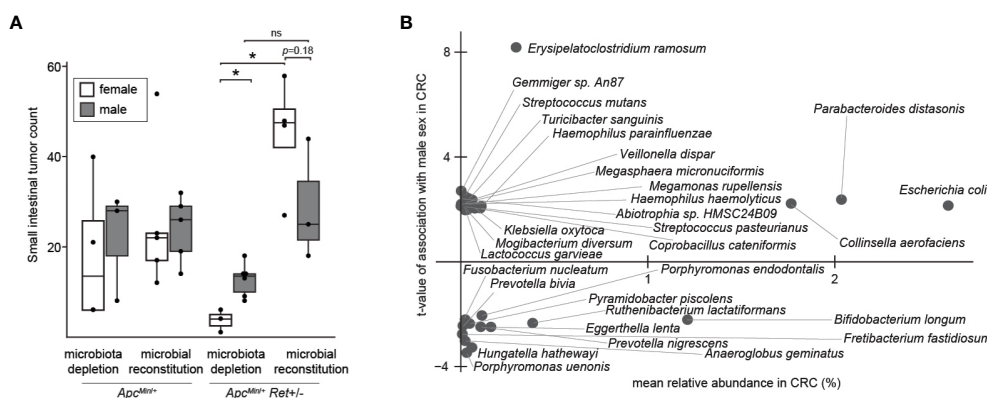 A
B
ns
* p=0.18
*
60
40
20
female
male
Small intestinal tumor count
microbiota depletion
microbial reconstitution
microbiota depletion
microbial reconstitution
Apc^Min/+
Apc^Min/+ Ret+/-
8
4
0
−4
1
2
t-value of association with male sex in CRC
mean relative abundance in CRC (%)
Erysipelatoclostridium ramosum
Gemmiger sp. An87
Streptococcus mutans
Turicibacter sanguinis
Haemophilus parainfluenzae
Parabacteroides distasonis
Veillonella dispar
Megasphaera micronuciformis
Megamonas rupellensis
Escherichia coli
Haemophilus haemolyticus
Abiotrophia sp. HMSC24B09
Streptococcus pasteurianus
Klebsiella oxytoca
Mogibacterium diversum
Coprobacillus cateniformis
Collinsella aerofaciens
Lactococcus garvieae
Fusobacterium nucleatum
Porphyromonas endodontalis
Prevotella bivia
Pyramidobacter piscolens
Ruthenibacterium lactatiformans
Bifidobacterium longum
Eggerthella lenta
Fretibacterium fastidiosum
Prevotella nigrescens
Hungatella hathewayi
Anaeroglobus geminatus
Porphyromonas uenonis